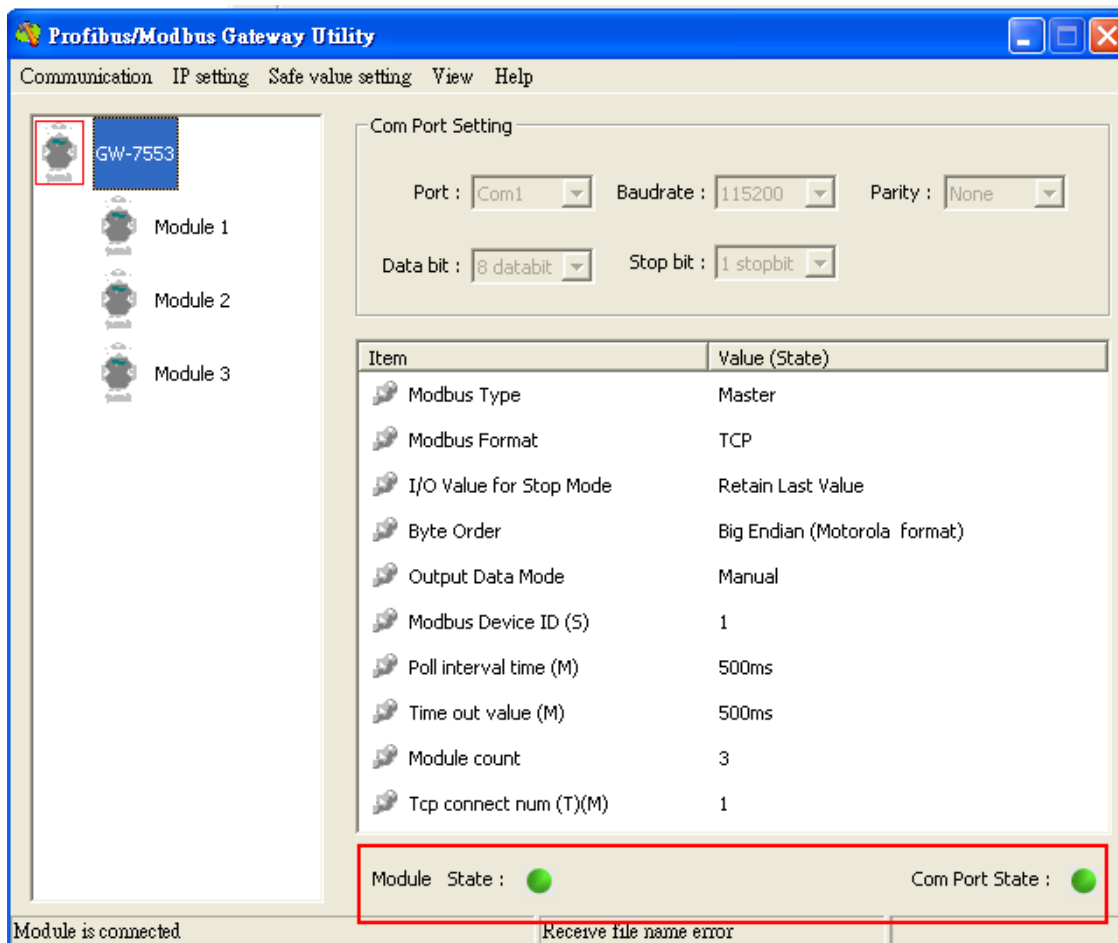 Profibus/Modbus Gateway Utility
Communication IP setting Safe value setting View Help
GW-7553
Module 1
Module 2
Module 3
Com Port Setting
Port : Com1 Baudrate : 115200 Parity : None
Data bit : 8 databit Stop bit : 1 stopbit
Item Value (State)
Modbus Type Master
Modbus Format TCP
I/O Value for Stop Mode Retain Last Value
Byte Order Big Endian (Motorola format)
Output Data Mode Manual
Modbus Device ID (S) 1
Poll interval time (M) 500ms
Time out value (M) 500ms
Module count 3
Tcp connect num (T)(M) 1
Module State : Com Port State :
Module is connected Receive file name error